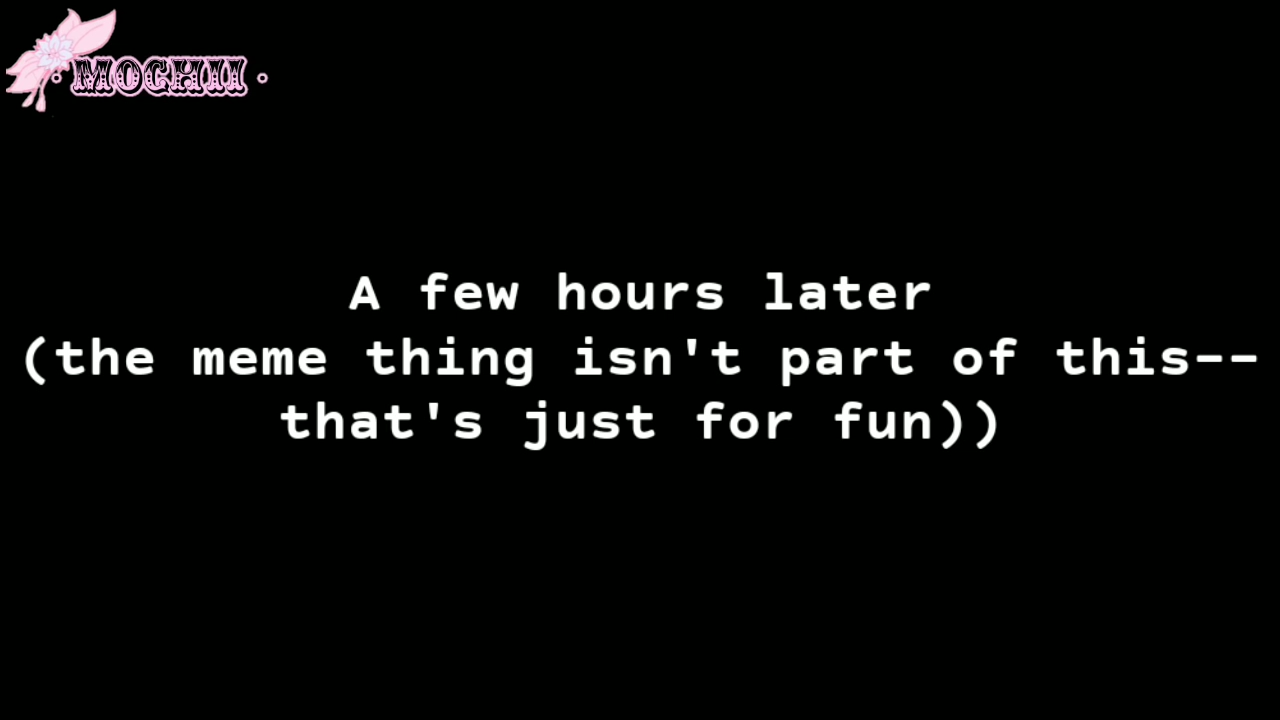 · MOCHII ·
A few hours later
(the meme thing isn't part of this--
that's just for fun))